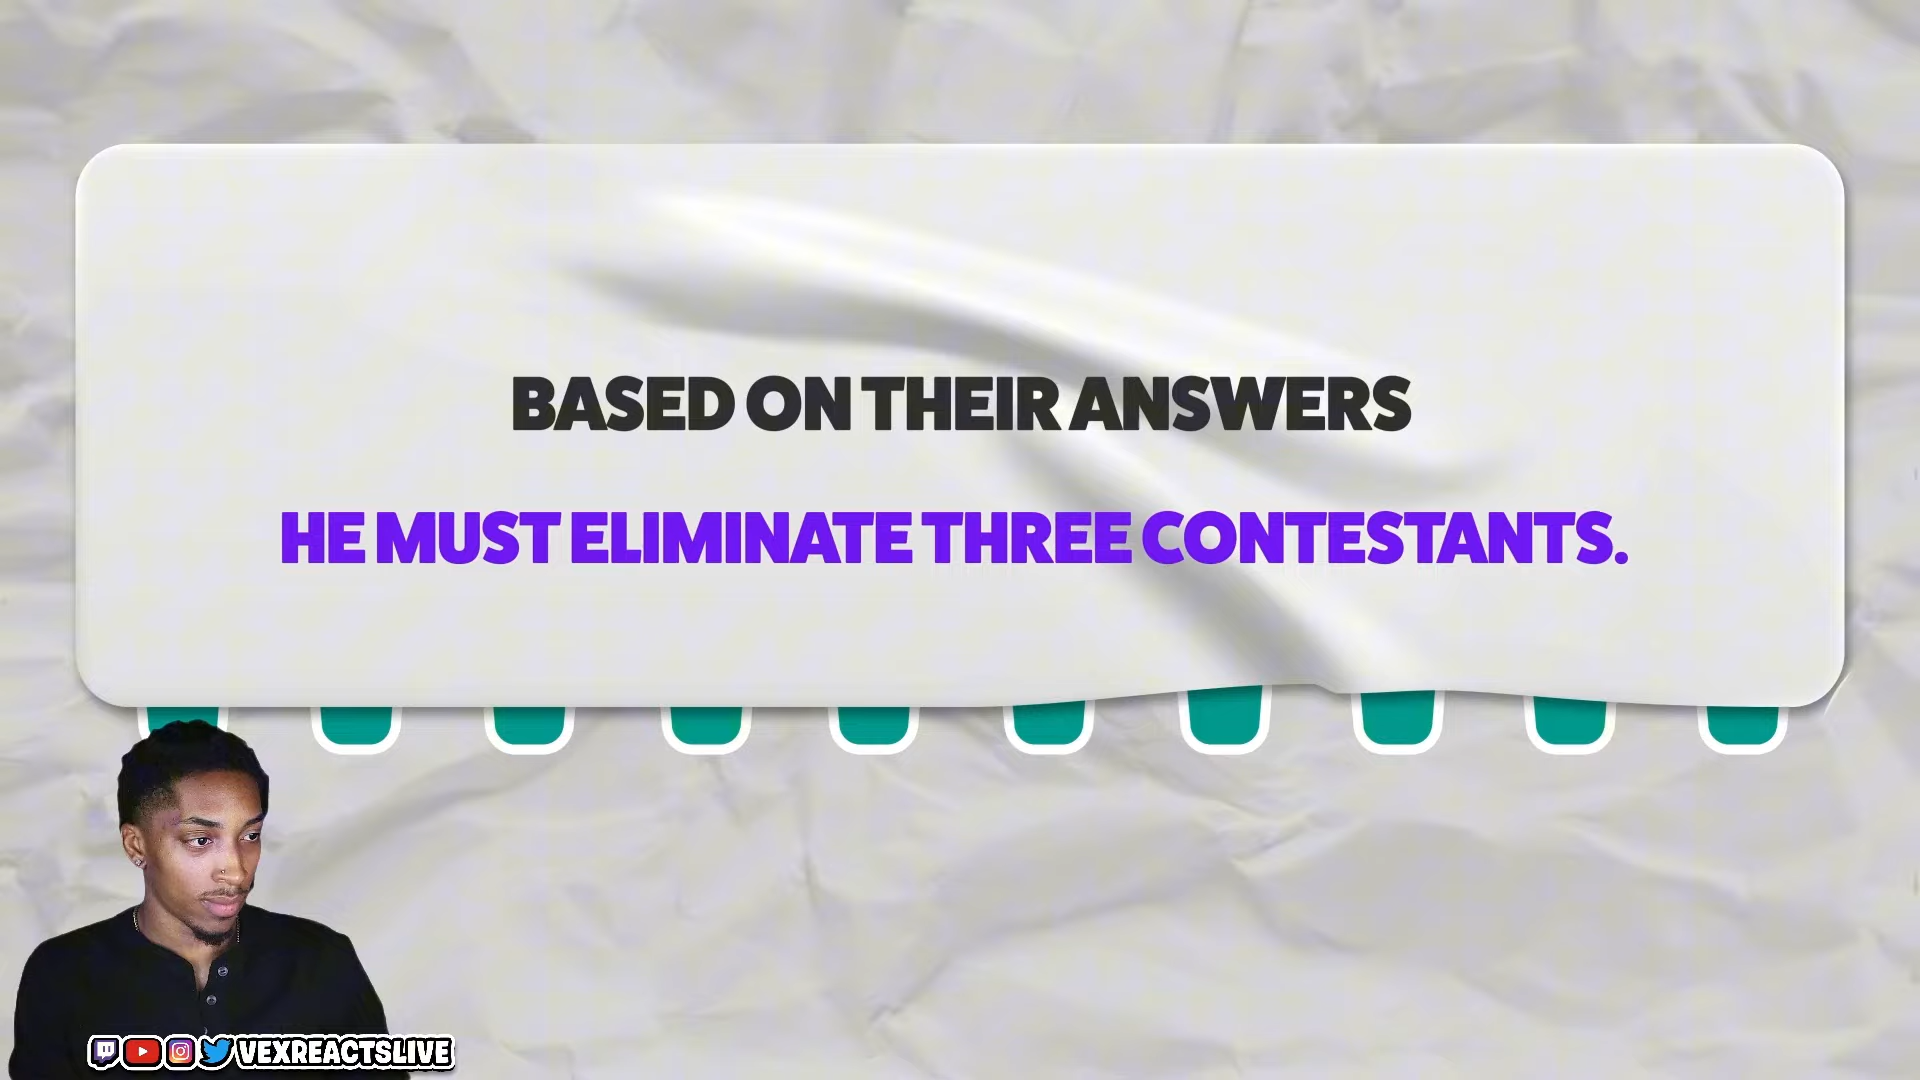 BASED ON THEIR ANSWERS
HE MUST ELIMINATE THREE CONTESTANTS.
VEXREACTSLIVE